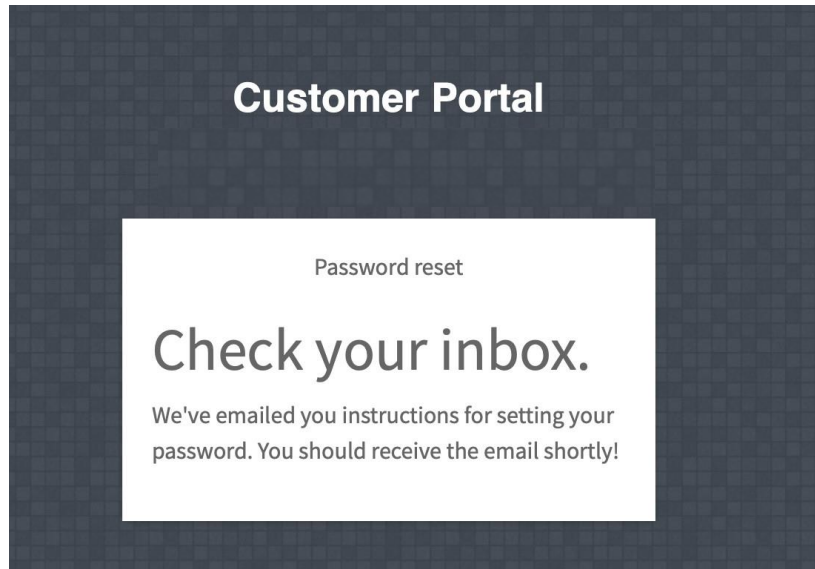 Customer Portal
Password reset
Check your inbox.
We've emailed you instructions for setting your
password. You should receive the email shortly!